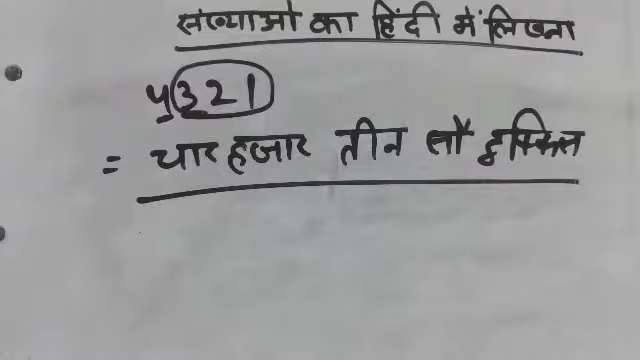 संख्याओं का हिंदी में लिखना
4321
= चार हजार तीन सौ इक्किस